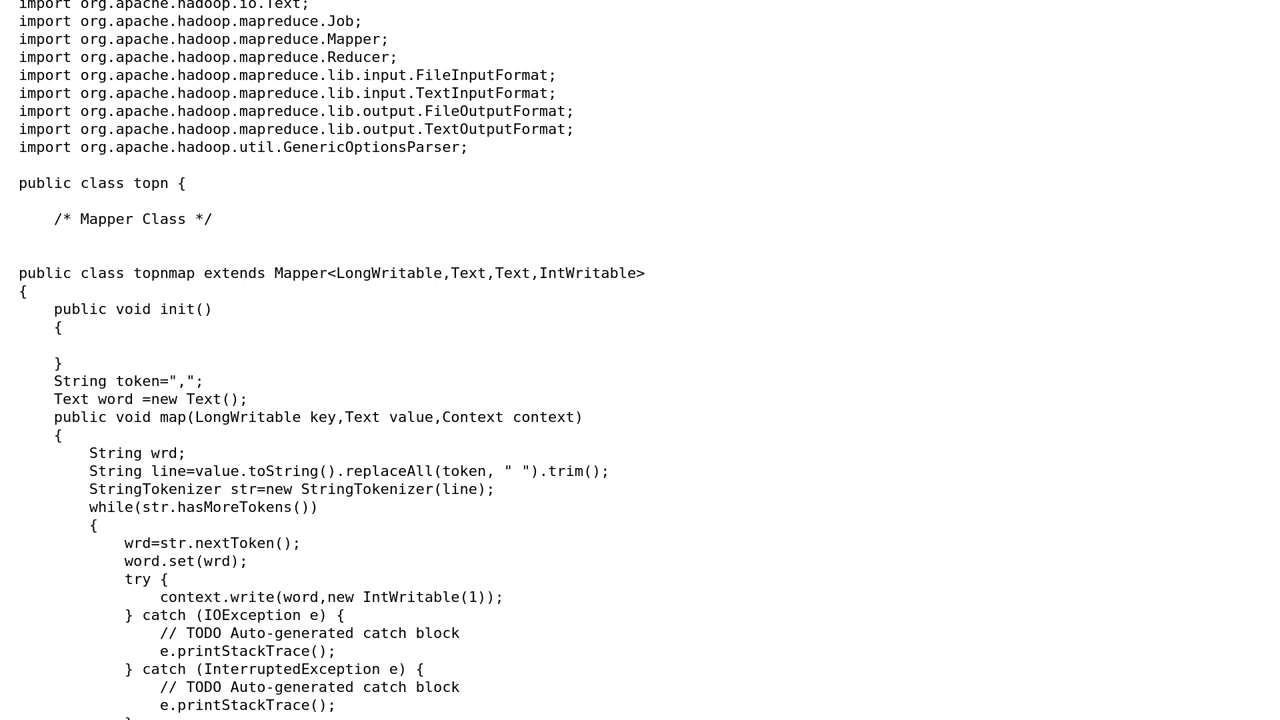 import org.apache.hadoop.io.Text;
import org.apache.hadoop.mapreduce.Job;
import org.apache.hadoop.mapreduce.Mapper;
import org.apache.hadoop.mapreduce.Reducer;
import org.apache.hadoop.mapreduce.lib.input.FileInputFormat;
import org.apache.hadoop.mapreduce.lib.input.TextInputFormat;
import org.apache.hadoop.mapreduce.lib.output.FileOutputFormat;
import org.apache.hadoop.mapreduce.lib.output.TextOutputFormat;
import org.apache.hadoop.util.GenericOptionsParser;

public class topn {

    /* Mapper Class */


public class topnmap extends Mapper<LongWritable,Text,Text,IntWritable>
{
    public void init()
    {

    }
    String token=",";
    Text word =new Text();
    public void map(LongWritable key,Text value,Context context)
    {
        String wrd;
        String line=value.toString().replaceAll(token, " ").trim();
        StringTokenizer str=new StringTokenizer(line);
        while(str.hasMoreTokens())
        {
            wrd=str.nextToken();
            word.set(wrd);
            try {
                context.write(word,new IntWritable(1));
            } catch (IOException e) {
                // TODO Auto-generated catch block
                e.printStackTrace();
            } catch (InterruptedException e) {
                // TODO Auto-generated catch block
                e.printStackTrace();
            }